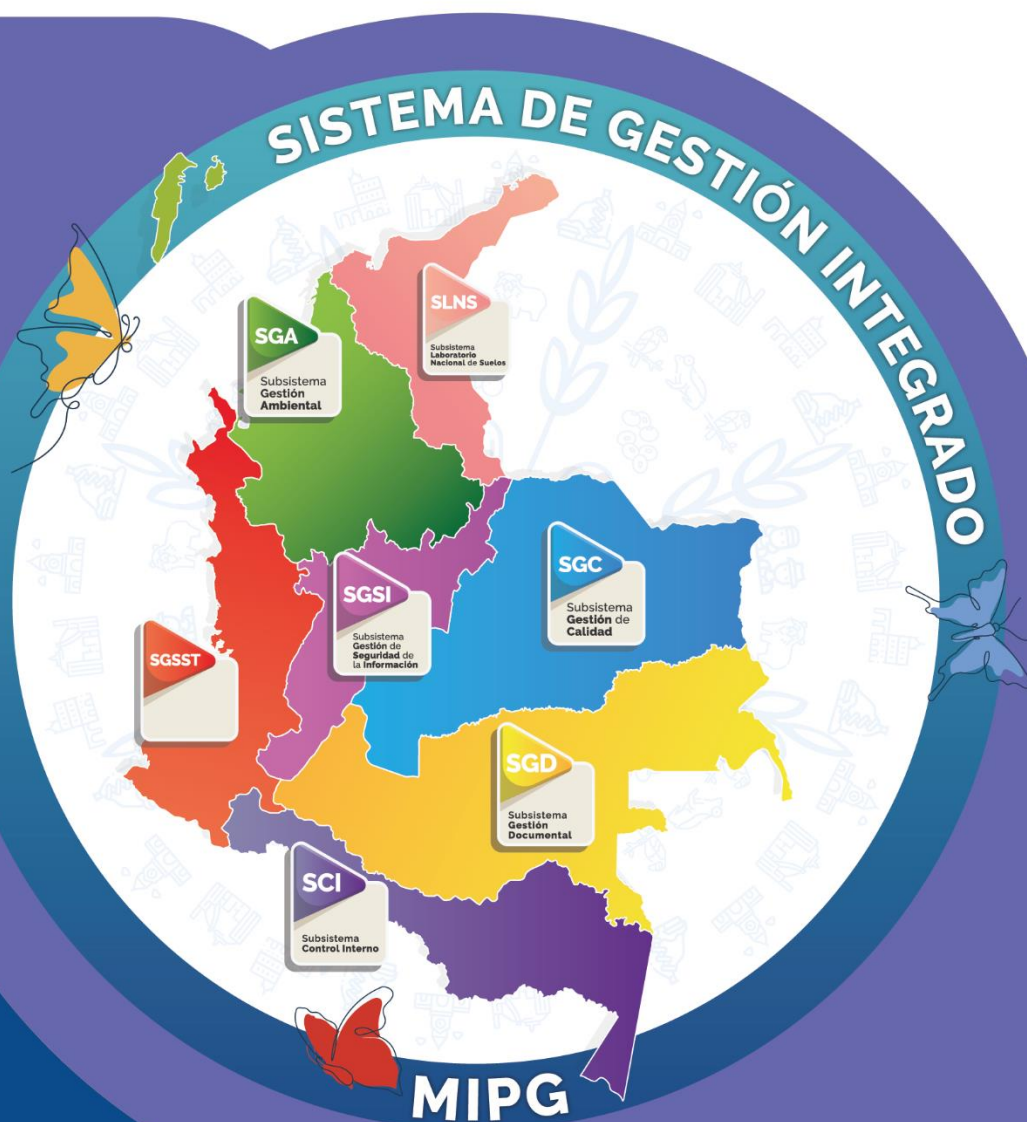 SISTEMA DE GESTIÓN INTEGRADO
SLNS
Subsistema
Laboratorio
Nacional de Suelos
SGA
Subsistema
Gestión
Ambiental
SGSI
Subsistema
Gestión de
Seguridad de
la Información
SGC
Subsistema
Gestión de
Calidad
SGSST
SGD
Subsistema
Gestión
Documental
SCI
Subsistema
Control Interno
MIPG